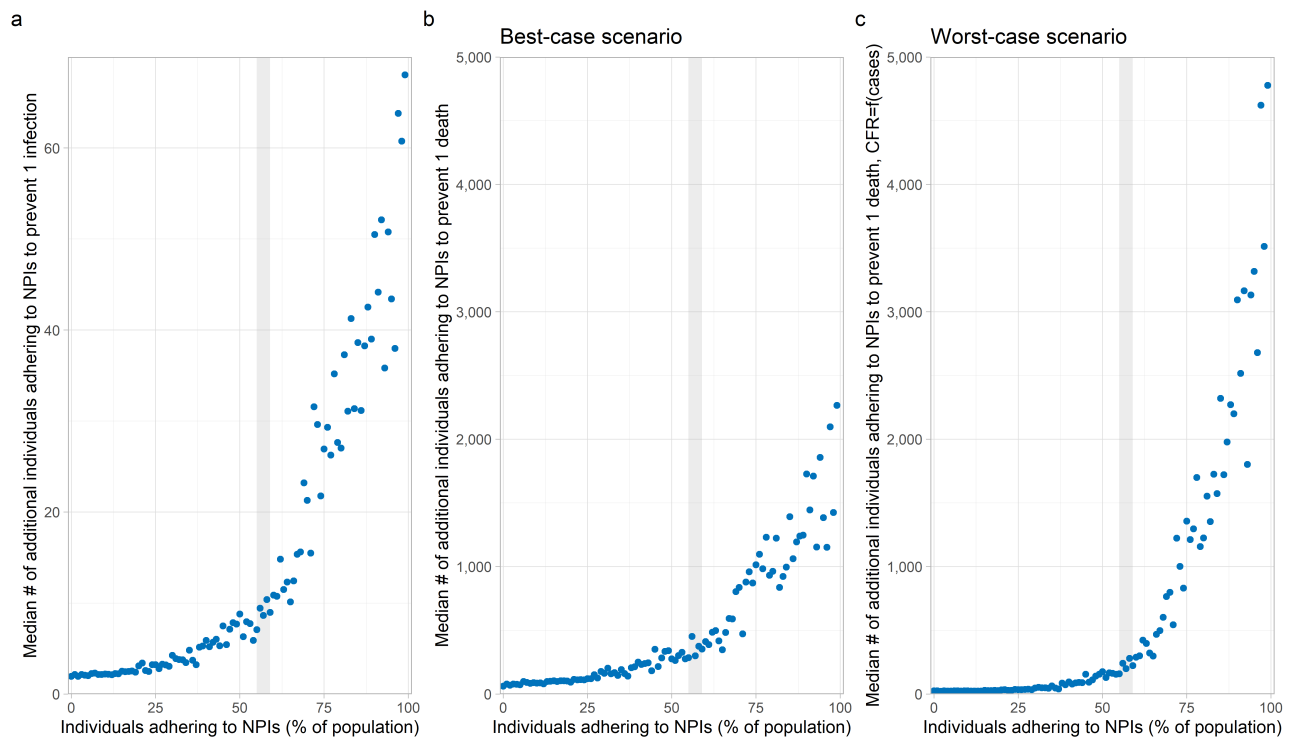 a
Median # of additional individuals adhering to NPIs to prevent 1 infection
60
40
20
0
0 25 50 75 100
Individuals adhering to NPIs (% of population)
b
Best-case scenario
Median # of additional individuals adhering to NPIs to prevent 1 death
5,000
4,000
3,000
2,000
1,000
0
0 25 50 75 100
Individuals adhering to NPIs (% of population)
c
Worst-case scenario
Median # of additional individuals adhering to NPIs to prevent 1 death, CFR=f(cases)
5,000
4,000
3,000
2,000
1,000
0
0 25 50 75 100
Individuals adhering to NPIs (% of population)